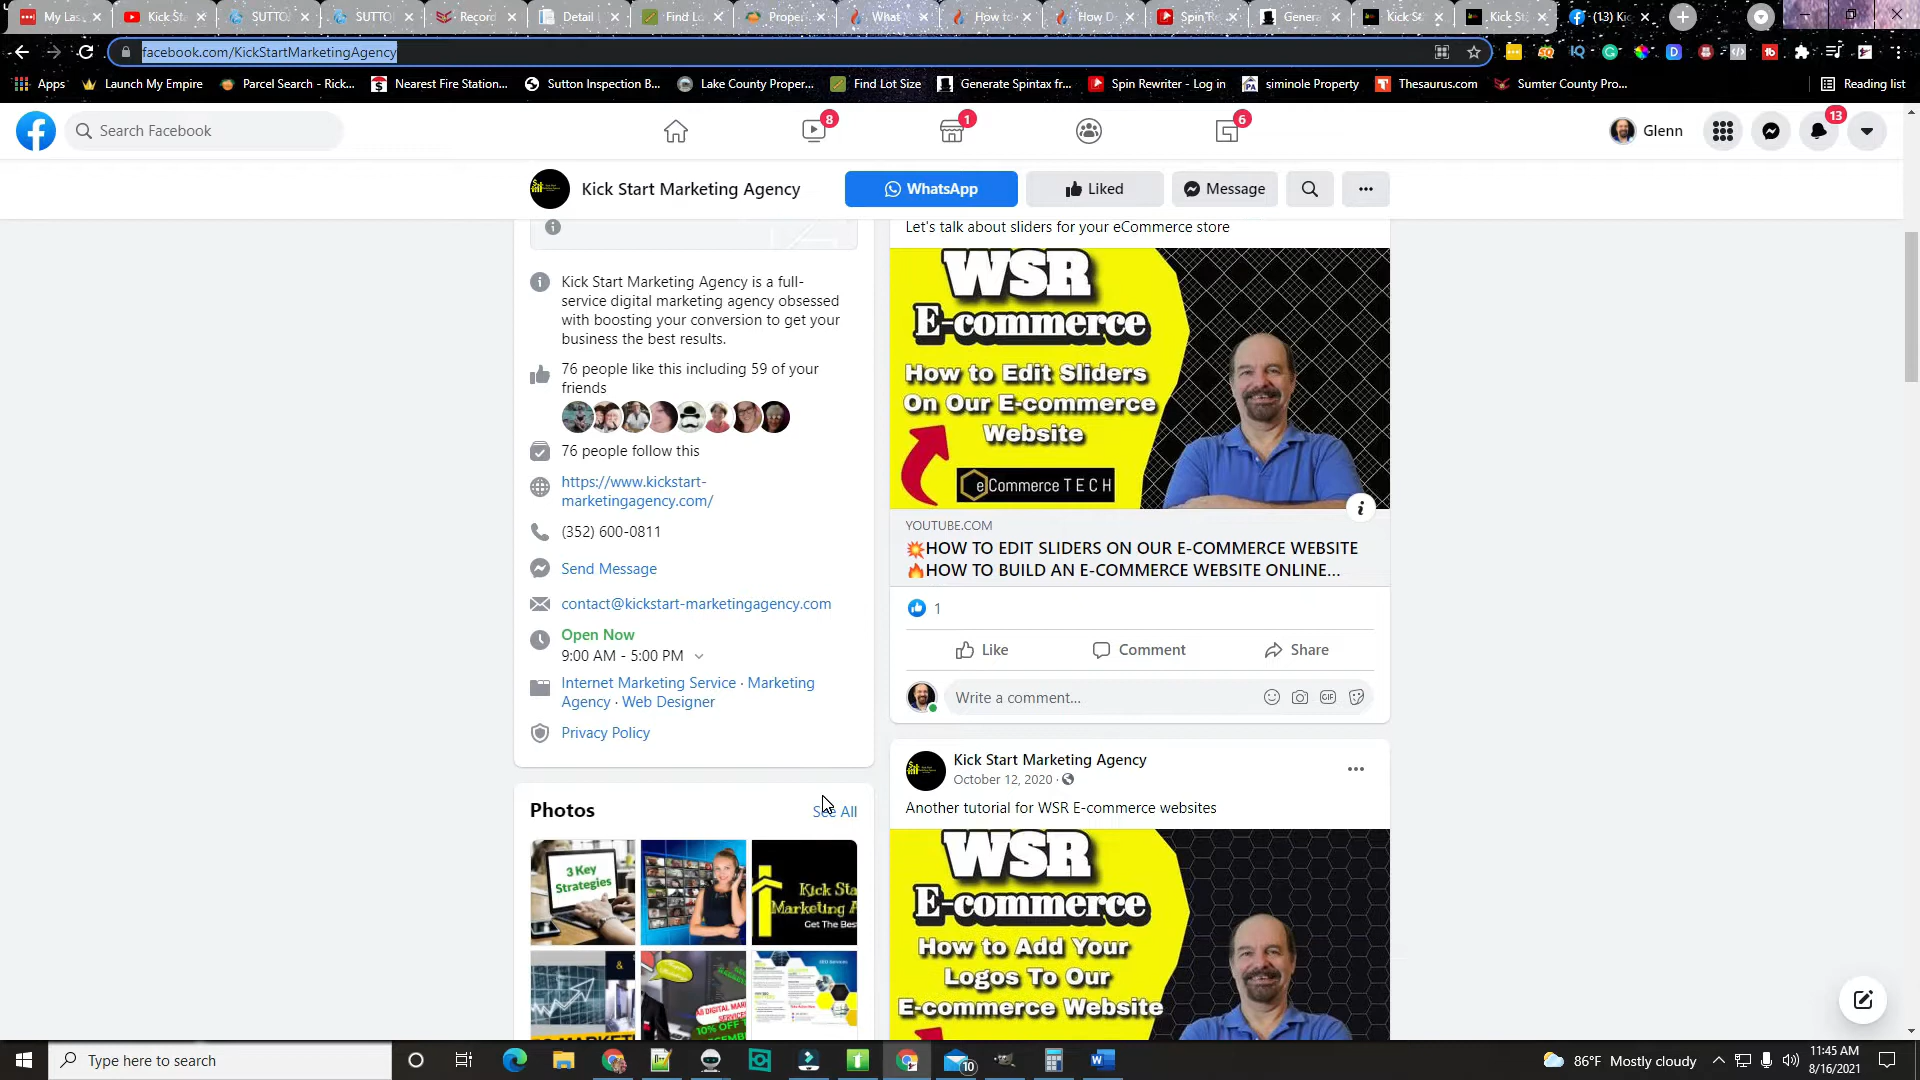 My Las
Kick St
SUTTO
SUTTO
Record
Detail
Find Lo
Prope
What
How to
How D
Spin Re
Genera
Kick St
Kick St
(13) Kic
facebook.com/KickStartMarketingAgency
Apps
Launch My Empire
Parcel Search - Rick...
Nearest Fire Station...
Sutton Inspection B...
Lake County Proper...
Find Lot Size
Generate Spintax fr...
Spin Rewriter - Log in
siminole Property
Thesaurus.com
Sumter County Pro...
Reading list
Search Facebook
8
1
6
Glenn
13
Kick Start Marketing Agency
WhatsApp
Liked
Message
Kick Start Marketing Agency is a full-
service digital marketing agency obsessed
with boosting your conversion to get your
business the best results.
76 people like this including 59 of your
friends
76 people follow this
https://www.kickstart-
marketingagency.com/
(352) 600-0811
Send Message
contact@kickstart-marketingagency.com
Open Now
9:00 AM - 5:00 PM
Internet Marketing Service · Marketing
Agency · Web Designer
Privacy Policy
Photos
See All
3 Key
Strategies
Kick Sta
Marketing A
Get The Bes
&
10% OFF
Let's talk about sliders for your eCommerce store
WSR
E-commerce
How to Edit Sliders
On Our E-commerce
Website
eCommerce TECH
YOUTUBE.COM
💥HOW TO EDIT SLIDERS ON OUR E-COMMERCE WEBSITE
🔥HOW TO BUILD AN E-COMMERCE WEBSITE ONLINE...
1
Like
Comment
Share
Write a comment...
GIF
Kick Start Marketing Agency
October 12, 2020 ·
Another tutorial for WSR E-commerce websites
WSR
E-commerce
How to Add Your
Logos To Our
E-commerce Website
Type here to search
10
86°F Mostly cloudy
11:45 AM
8/16/2021